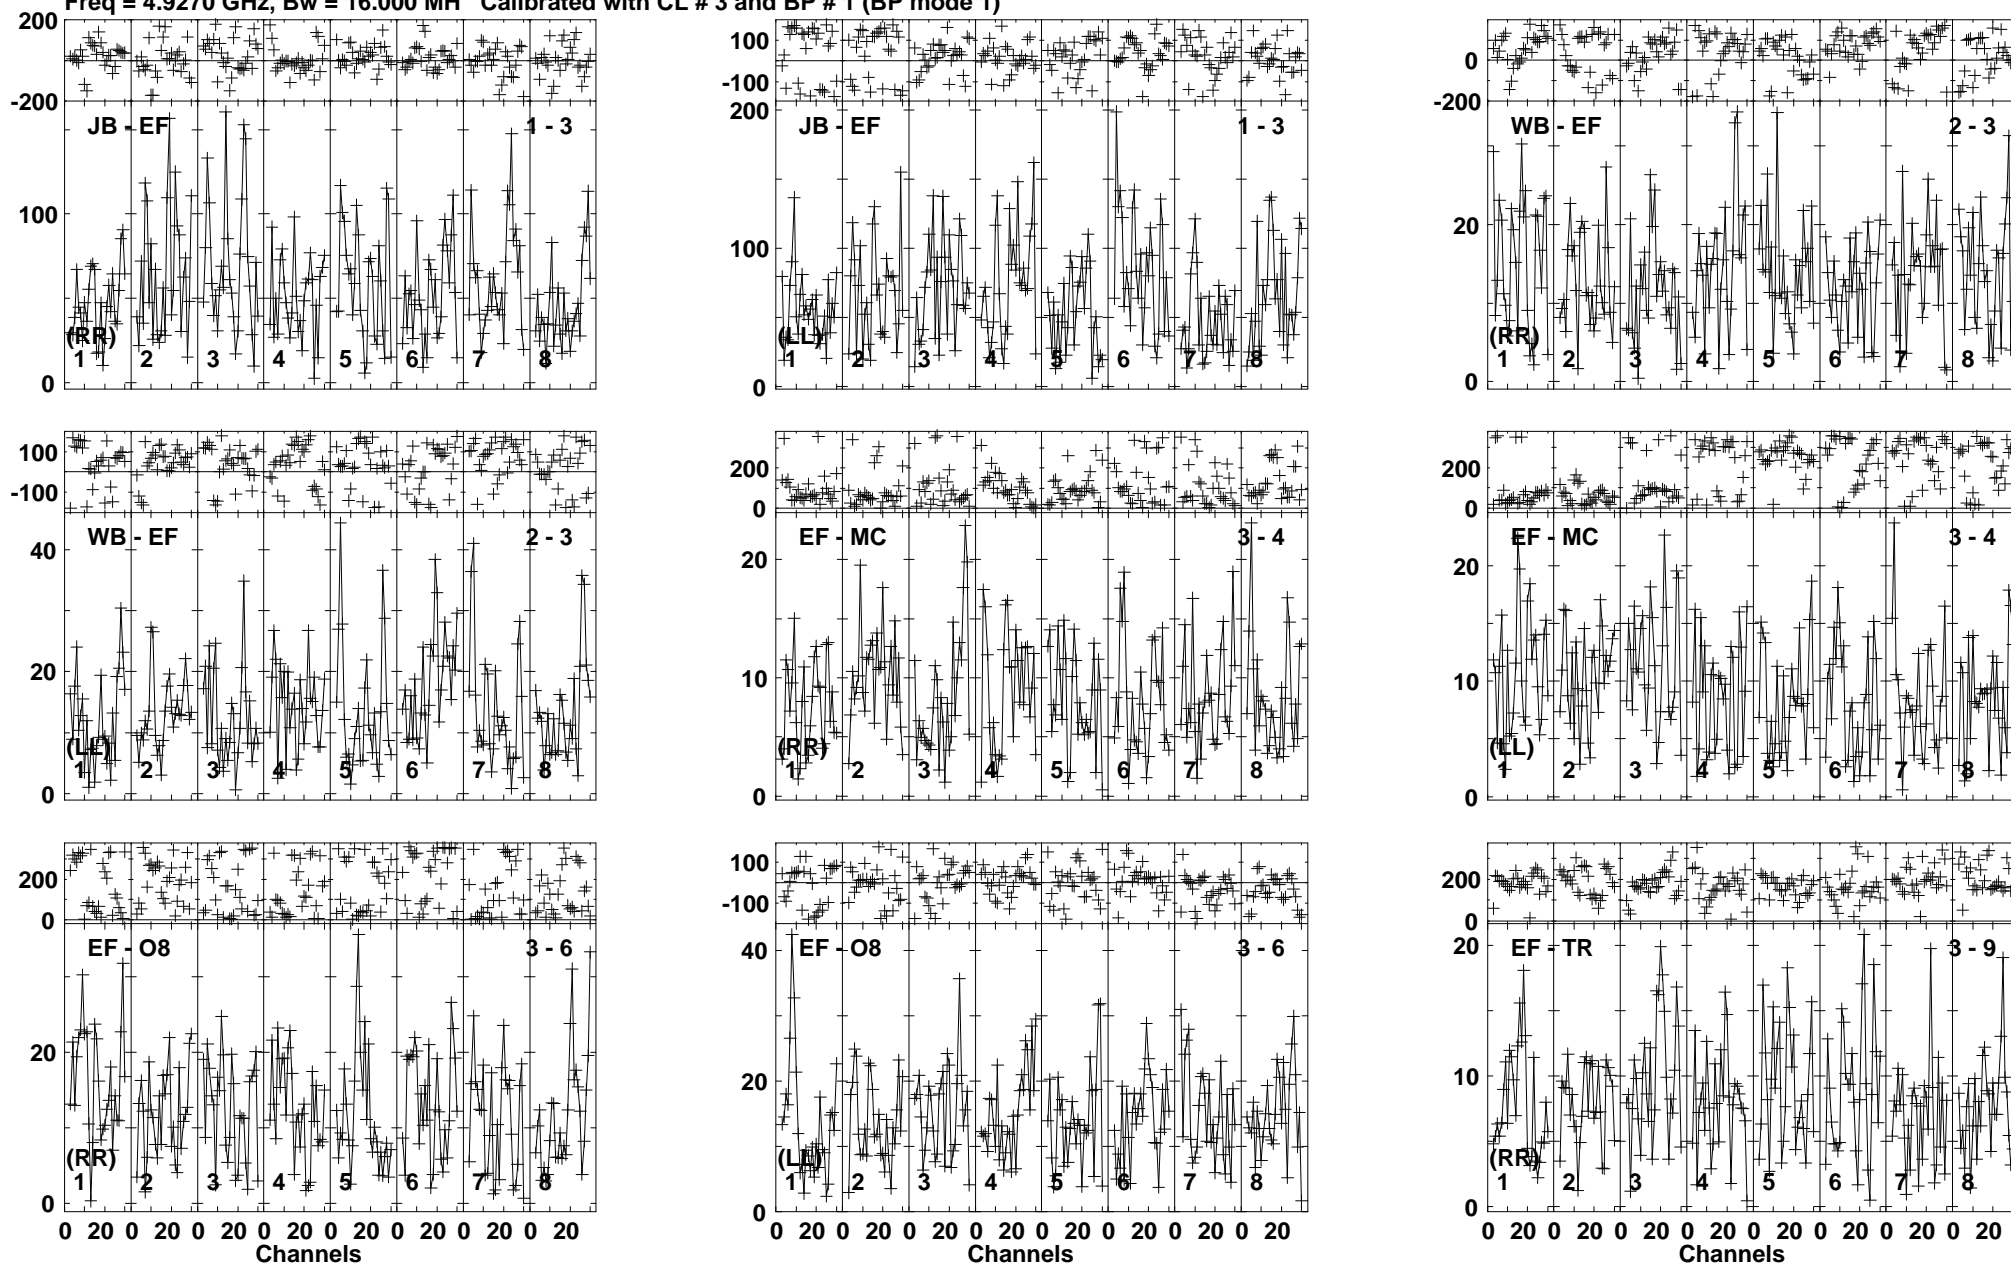 Freq = 4.9270 GHz, Bw = 16.000 MH Calibrated with CL # 3 and BP # 1 (BP mode 1)
200
-200
JB - EF 1 - 3
100
0
(RR)
1 2 3 4 5 6 7 8
100
-100
200
JB - EF 1 - 3
100
0
(LL)
1 2 3 4 5 6 7 8
0
-200
WB - EF 2 - 3
20
0
(RR)
1 2 3 4 5 6 7 8
100
-100
WB - EF 2 - 3
40
20
0
(LL)
1 2 3 4 5 6 7 8
200
0
EF - MC 3 - 4
20
10
0
(RR)
1 2 3 4 5 6 7 8
200
0
EF - MC 3 - 4
20
10
0
(LL)
1 2 3 4 5 6 7 8
200
0
EF - O8 3 - 6
20
0
(RR)
1 2 3 4 5 6 7 8
0 20 0 20 0 20 0 20 0 20 0 20 0 20 0 20
Channels
100
-100
EF - O8 3 - 6
40
20
0
(LL)
1 2 3 4 5 6 7 8
0 20 0 20 0 20 0 20 0 20 0 20 0 20 0 20
Channels
200
0
EF - TR 3 - 9
20
10
0
(RR)
1 2 3 4 5 6 7 8
0 20 0 20 0 20 0 20 0 20 0 20 0 20 0 20
Channels